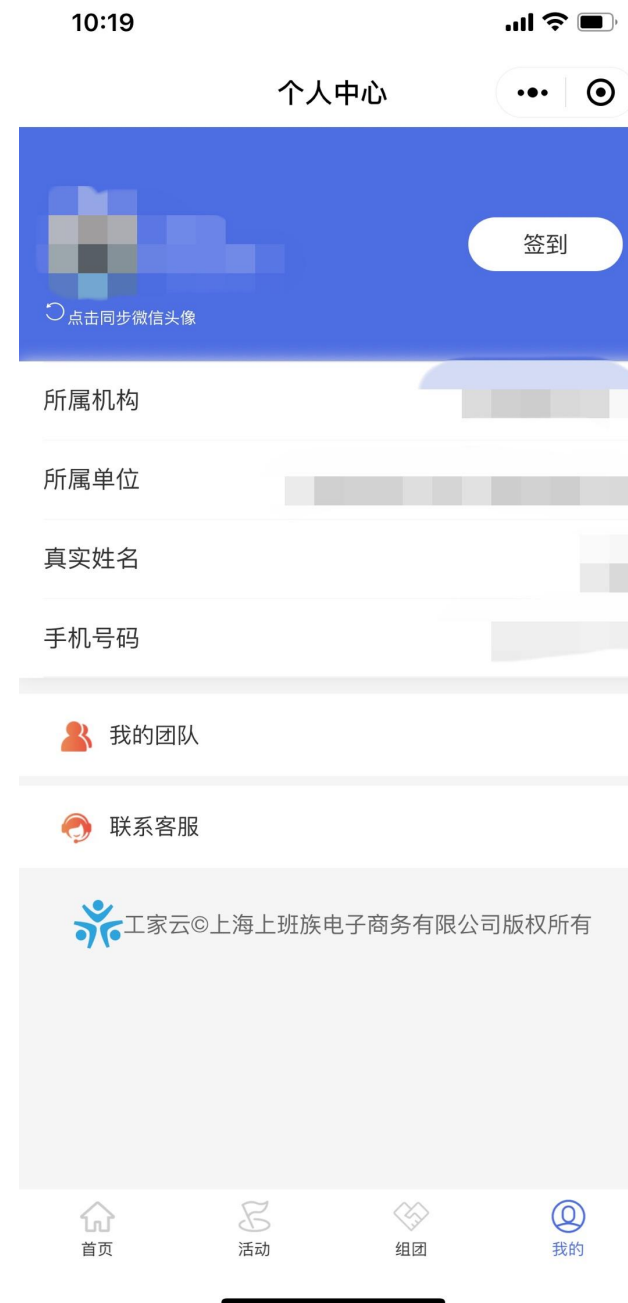 10:19
个人中心
签到
点击同步微信头像
所属机构
所属单位
真实姓名
手机号码
我的团队
联系客服
工家云©上海上班族电子商务有限公司版权所有
首页
活动
组团
我的